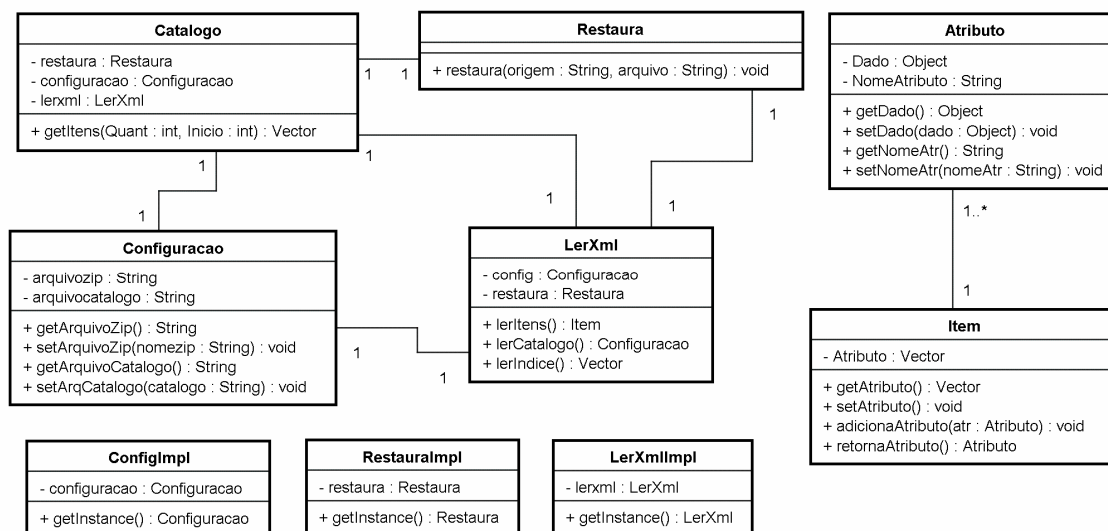 Catalogo
- restaura : Restaura
- configuracao : Configuracao
- lerxml : LerXml
+ getItens(Quant : int, Inicio : int) : Vector
1
1
Restaura
+ restaura(origem : String, arquivo : String) : void
1
Atributo
- Dado : Object
- NomeAtributo : String
+ getDado() : Object
+ setDado(dado : Object) : void
+ getNomeAtr() : String
+ setNomeAtr(nomeAtr : String) : void
1
1
1
1
1
1..*
1
Configuracao
- arquivozip : String
- arquivocatalogo : String
+ getArquivoZip() : String
+ setArquivoZip(nomezip : String) : void
+ getArquivoCatalogo() : String
+ setArqCatalogo(catalogo : String) : void
1
1
LerXml
- config : Configuracao
- restaura : Restaura
+ lerItens() : Item
+ lerCatalogo() : Configuracao
+ lerIndice() : Vector
Item
- Atributo : Vector
+ getAtributo() : Vector
+ setAtributo() : void
+ adicionaAtributo(atr : Atributo) : void
+ retornaAtributo() : Atributo
ConfigImpl
- configuracao : Configuracao
+ getInstance() : Configuracao
RestauraImpl
- restaura : Restaura
+ getInstance() : Restaura
LerXmlImpl
- lerxml : LerXml
+ getInstance() : LerXml